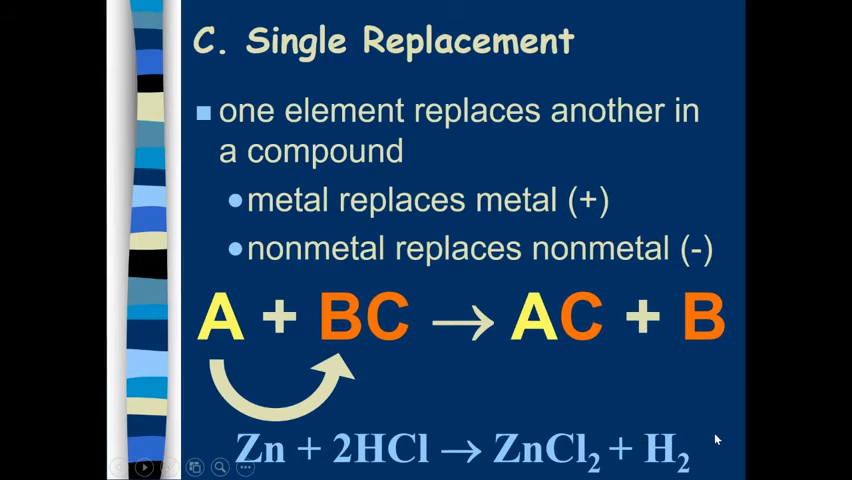 C. Single Replacement
one element replaces another in
a compound
metal replaces metal (+)
nonmetal replaces nonmetal (-)
A + BC → AC + B
Zn + 2HCl → ZnCl₂ + H₂